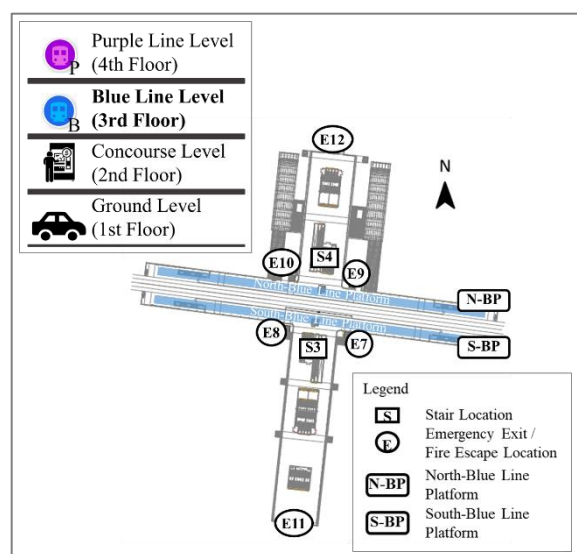 Purple Line Level
(4th Floor)
P
Blue Line Level
(3rd Floor)
B
Concourse Level
(2nd Floor)
Ground Level
(1st Floor)
E12
N
S4
E10
E9
North-Blue Line Platform
N-BP
South-Blue Line Platform
S-BP
E8
S3
E7
E11
Legend
S Stair Location
E Emergency Exit /
Fire Escape Location
N-BP North-Blue Line
Platform
S-BP South-Blue Line
Platform